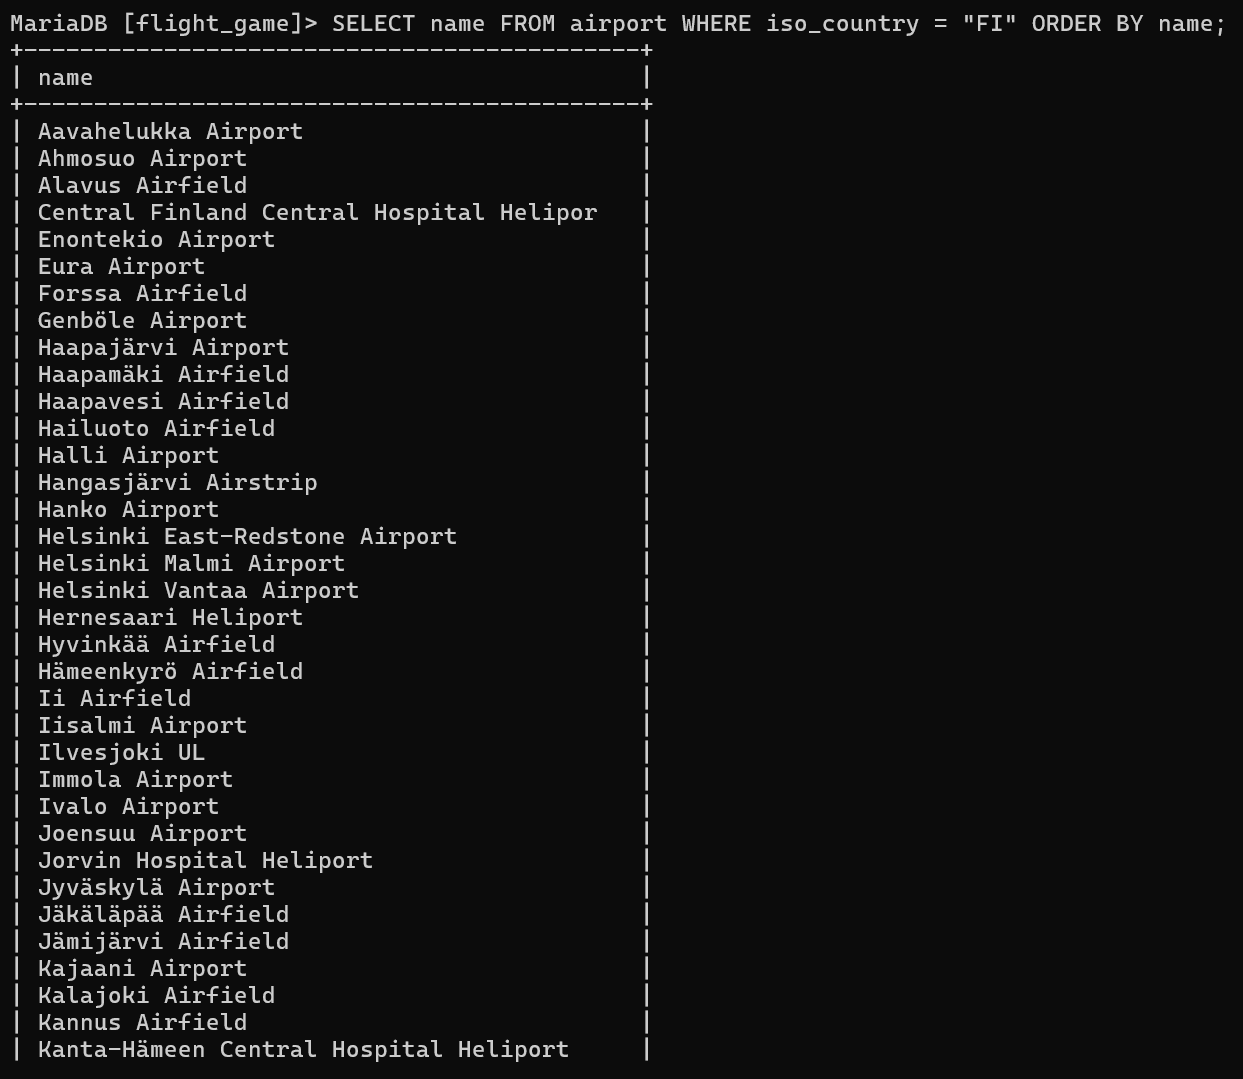 MariaDB [flight_game]> SELECT name FROM airport WHERE iso_country = "FI" ORDER BY name;
+--------------------------------------------+
| name                                       |
+--------------------------------------------+
| Aavahelukka Airport                        |
| Ahmosuo Airport                            |
| Alavus Airfield                            |
| Central Finland Central Hospital Helipor   |
| Enontekio Airport                          |
| Eura Airport                               |
| Forssa Airfield                            |
| Genböle Airport                            |
| Haapajärvi Airport                         |
| Haapamäki Airfield                         |
| Haapavesi Airfield                         |
| Hailuoto Airfield                          |
| Halli Airport                              |
| Hangasjärvi Airstrip                       |
| Hanko Airport                              |
| Helsinki East-Redstone Airport             |
| Helsinki Malmi Airport                     |
| Helsinki Vantaa Airport                    |
| Hernesaari Heliport                        |
| Hyvinkää Airfield                          |
| Hämeenkyrö Airfield                        |
| Ii Airfield                                |
| Iisalmi Airport                            |
| Ilvesjoki UL                               |
| Immola Airport                             |
| Ivalo Airport                              |
| Joensuu Airport                            |
| Jorvin Hospital Heliport                   |
| Jyväskylä Airport                          |
| Jäkäläpää Airfield                         |
| Jämijärvi Airfield                         |
| Kajaani Airport                            |
| Kalajoki Airfield                          |
| Kannus Airfield                            |
| Kanta-Hämeen Central Hospital Heliport     |